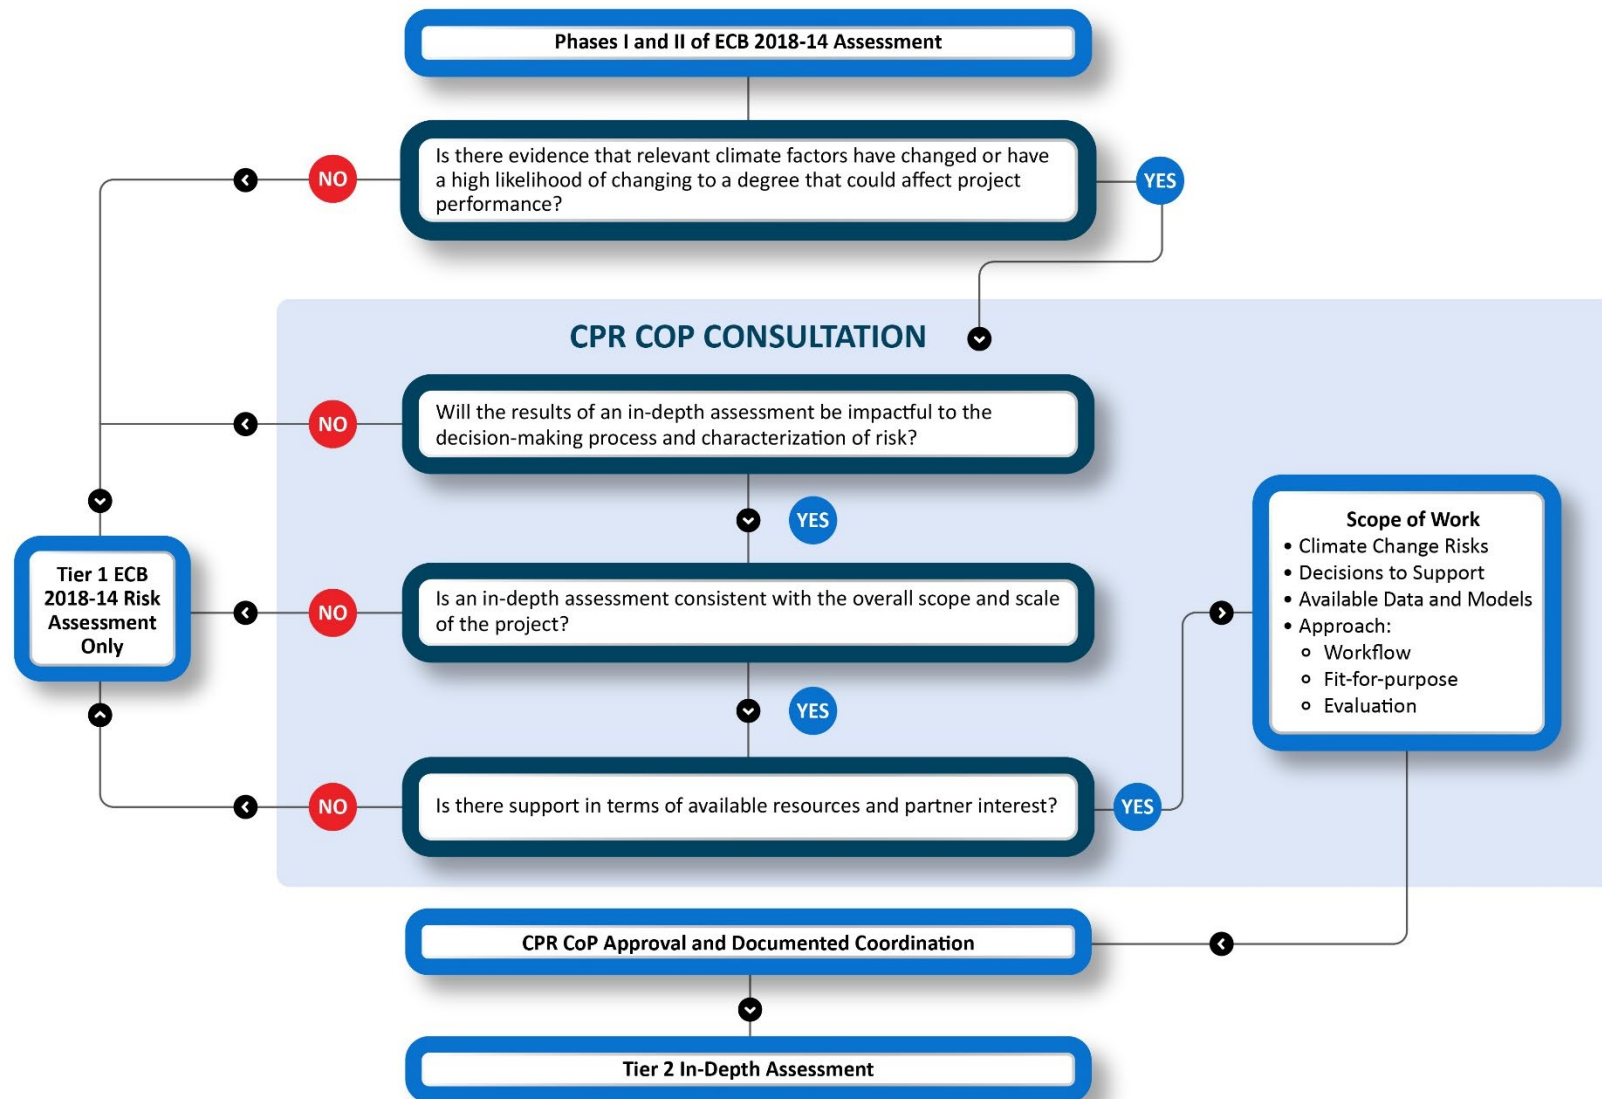 Phases I and II of ECB 2018-14 Assessment
Is there evidence that relevant climate factors have changed or have
a high likelihood of changing to a degree that could affect project
performance?
NO
YES
CPR COP CONSULTATION
Will the results of an in-depth assessment be impactful to the
decision-making process and characterization of risk?
NO
YES
Is an in-depth assessment consistent with the overall scope and scale
of the project?
NO
YES
Is there support in terms of available resources and partner interest?
NO
YES
Tier 1 ECB
2018-14 Risk
Assessment
Only
Scope of Work
• Climate Change Risks
• Decisions to Support
• Available Data and Models
• Approach:
o Workflow
o Fit-for-purpose
o Evaluation
CPR CoP Approval and Documented Coordination
Tier 2 In-Depth Assessment